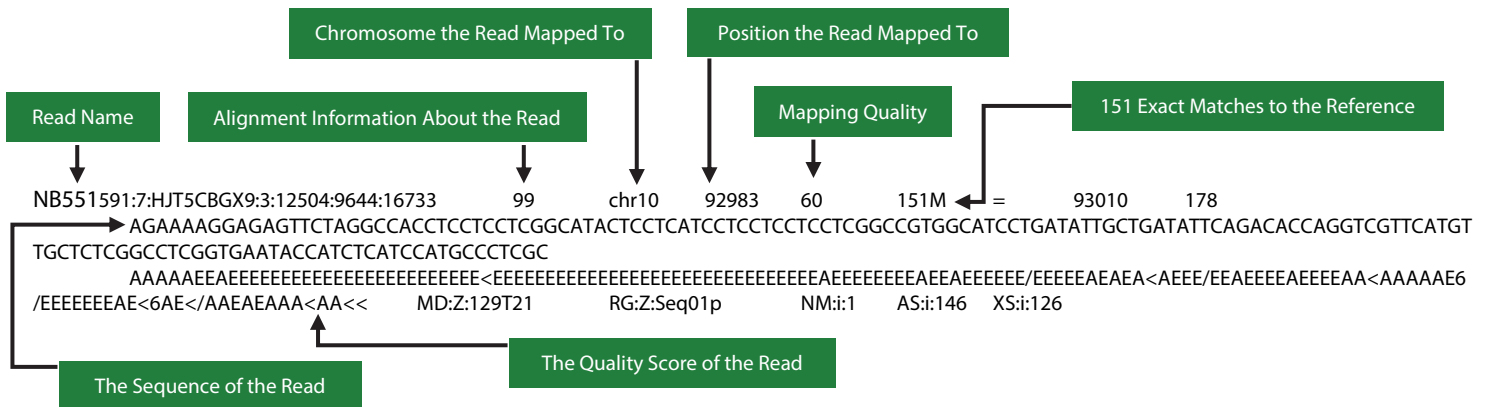 Chromosome the Read Mapped To
Position the Read Mapped To
Read Name
Alignment Information About the Read
Mapping Quality
151 Exact Matches to the Reference
NB551591:7:HJT5CBGX9:3:12504:9644:16733 99 chr10 92983 60 151M = 93010 178
AGAAAAGGAGAGTTCTAGGCCACCTCCTCCTCGGCATACTCCTCATCCTCCTCCTCCTCGGCCGTGGCATCCTGATATTGCTGATATTCAGACACCAGGTCGTTCATGT
TGCTCTCGGCCTCGGTGAATACCATCTCATCCATGCCCTCGC
AAAAAEEAEEEEEEEEEEEEEEEEEEEEEEEEEE<EEEEEEEEEEEEEEEEEEEEEEEEEEEEEEEEEEAEEEEEEEEAEEAEEEEEE/EEEEEAEAEA<AEEE/EEAEEEEAEEEEAA<AAAAAE6
/EEEEEEEAE<6AE</AAEAEAAA<AA<< MD:Z:129T21 RG:Z:Seq01p NM:i:1 AS:i:146 XS:i:126
The Quality Score of the Read
The Sequence of the Read